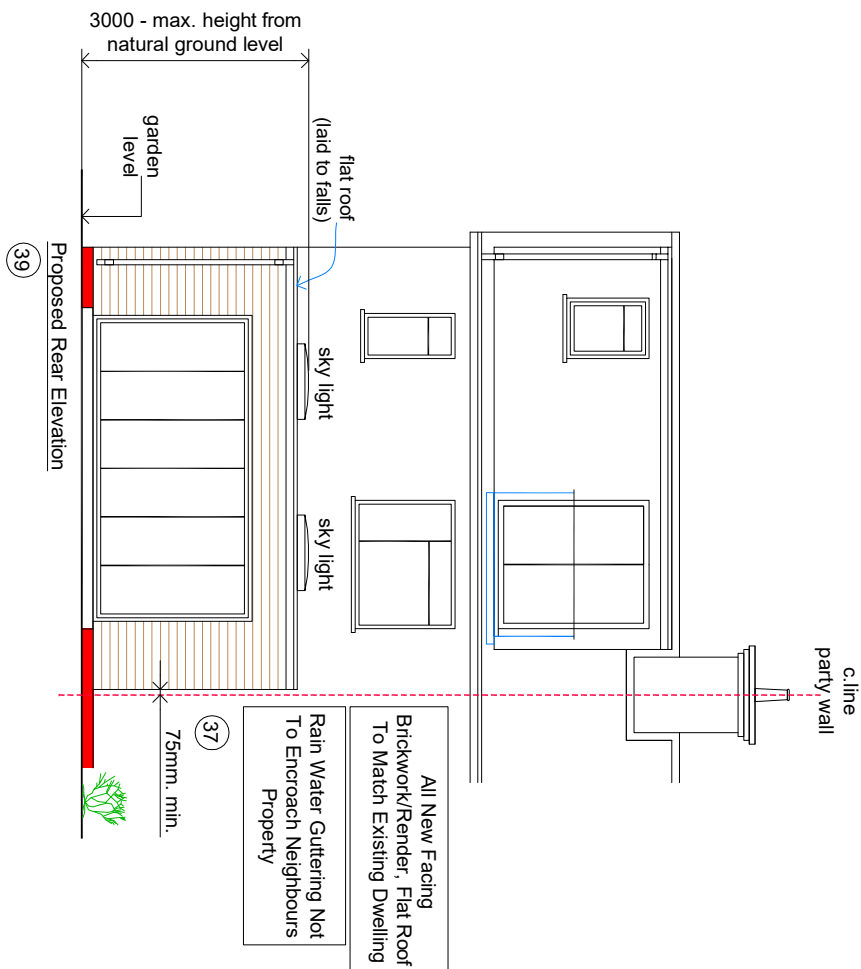 3000 - max. height from
natural ground level
garden
level
flat roof
(laid to falls)
Proposed Rear Elevation
39
sky light
sky light
c.line
party wall
75mm. min.
37
Rain Water Guttering Not
To Encroach Neighbours
Property
All New Facing
Brickwork/Render, Flat Roof
To Match Existing Dwelling